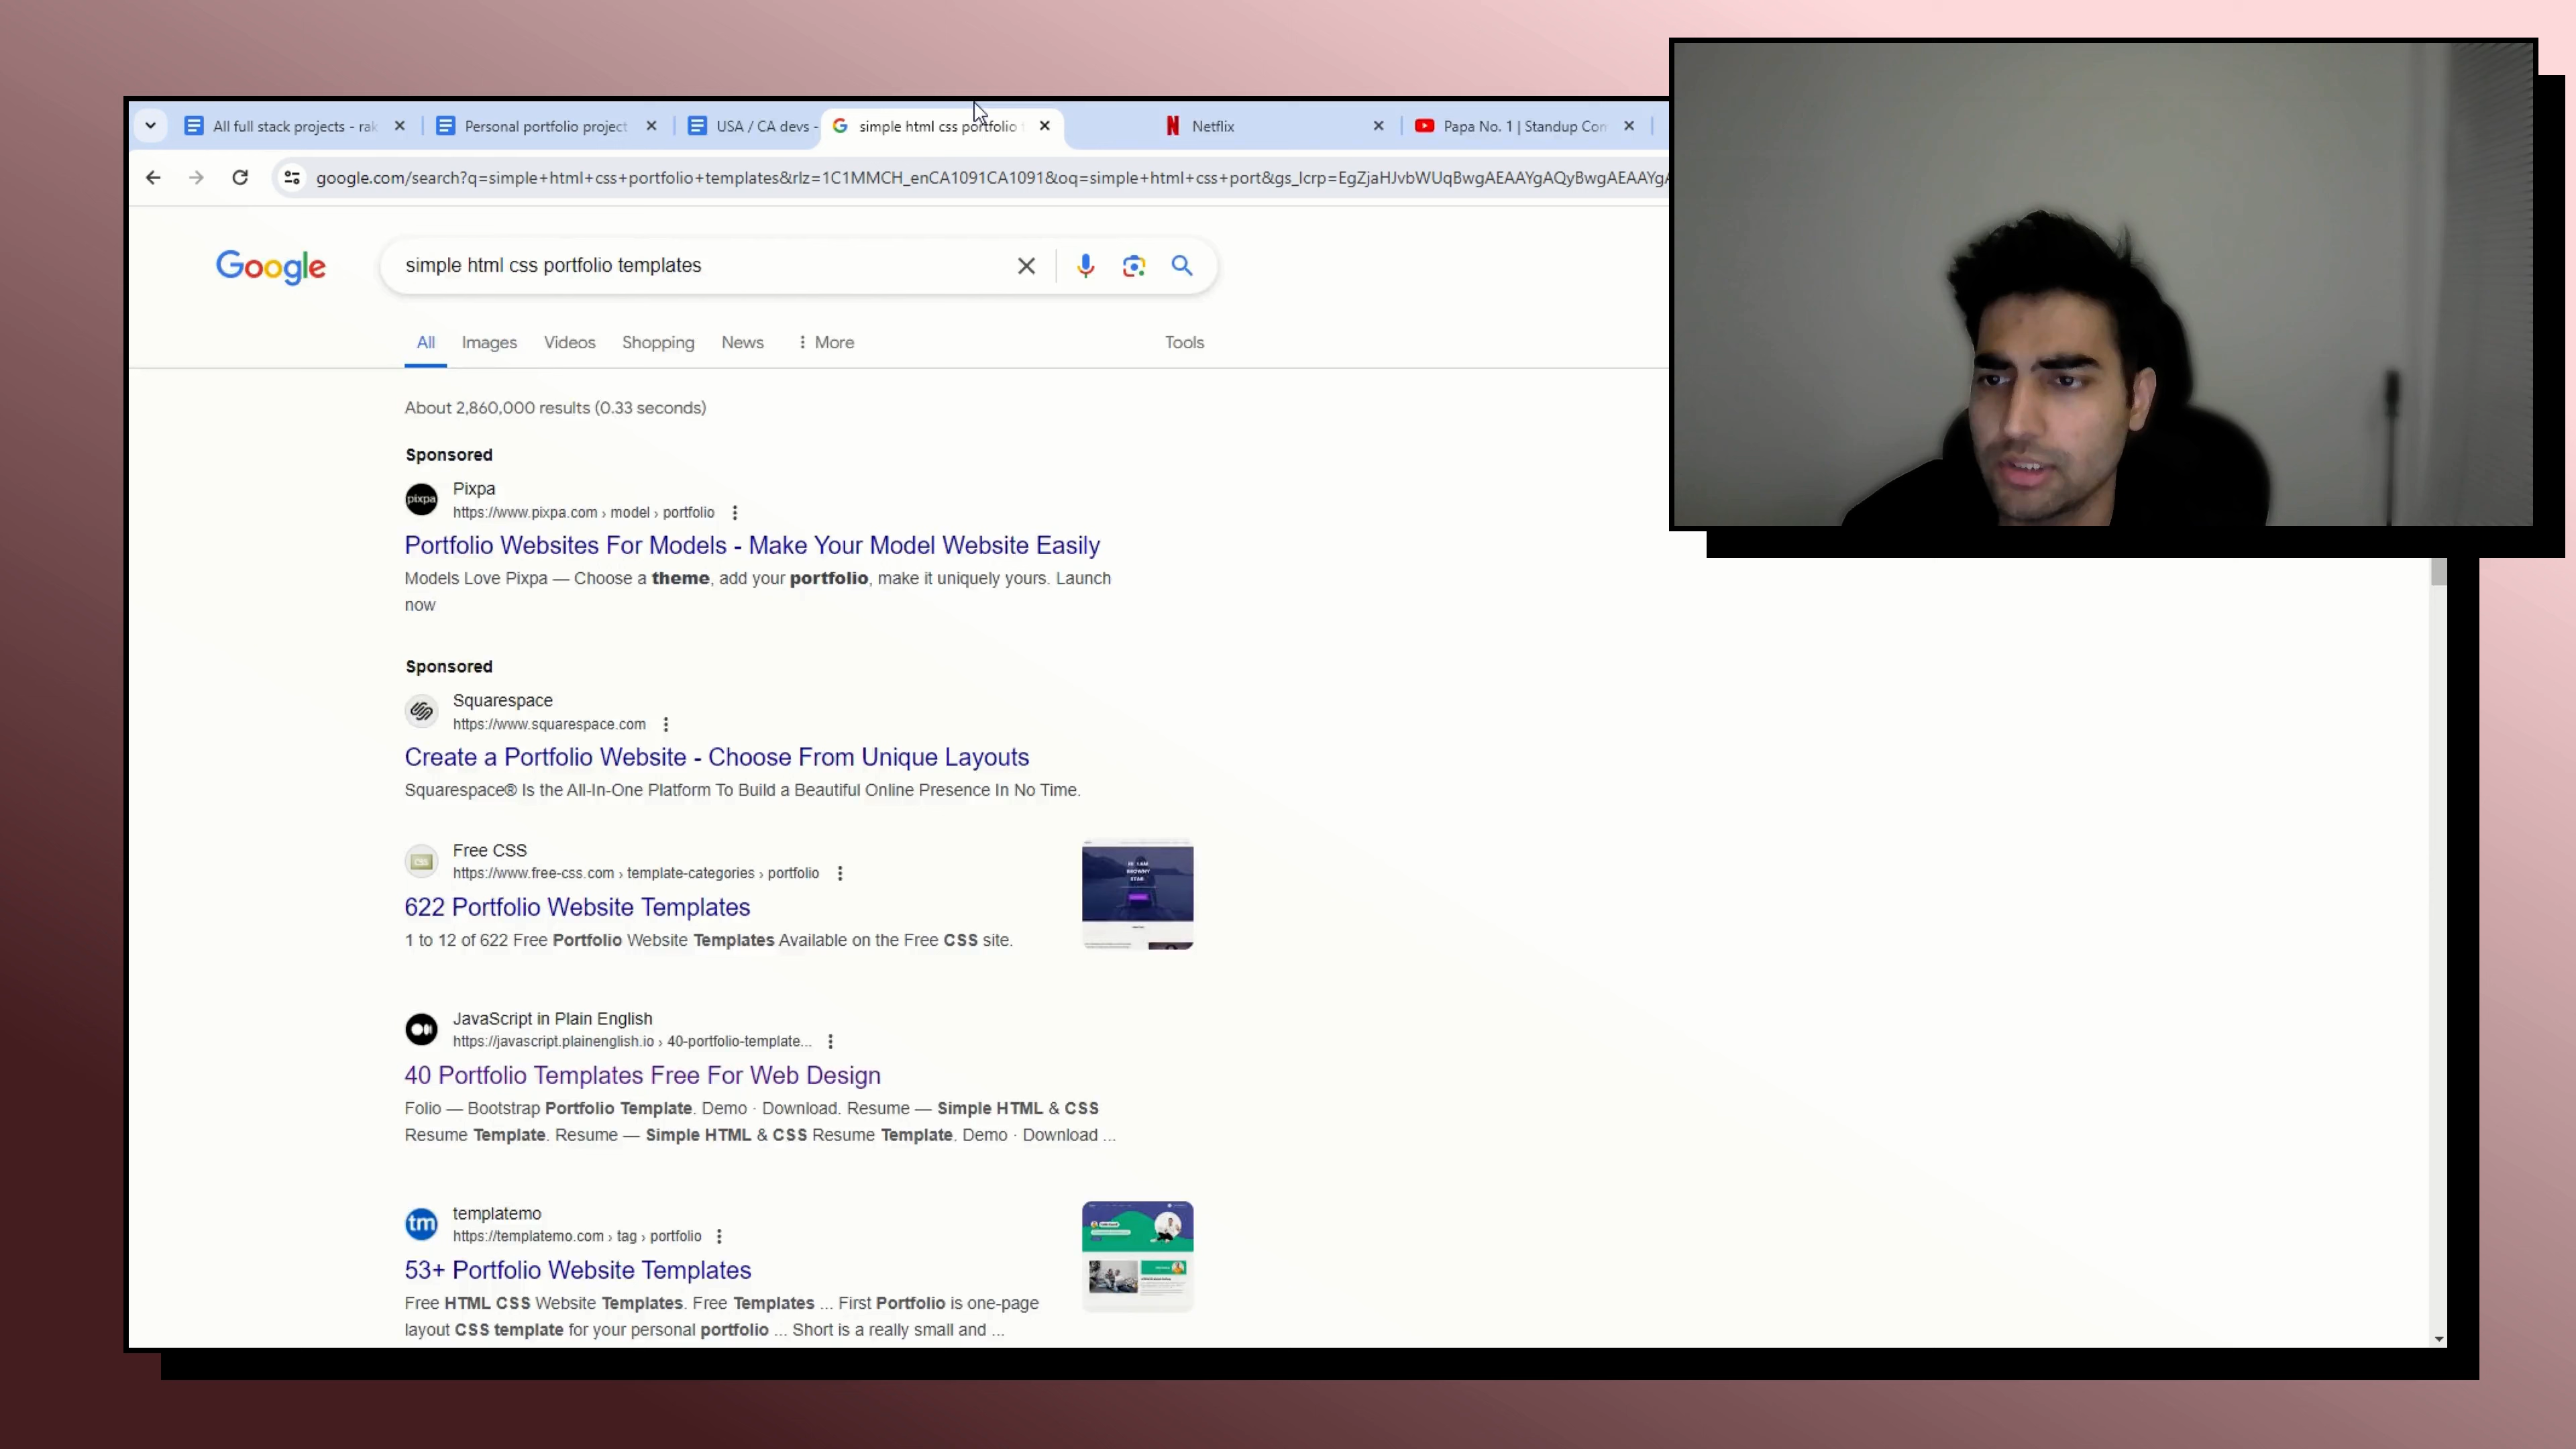 All full stack projects - rak
Personal portfolio project
USA / CA devs -
simple html css portfolio
Netflix
Papa No. 1 | Standup Con
google.com/search?q=simple+html+css+portfolio+templates&rlz=1C1MMCH_enCA1091CA1091&oq=simple+html+css+port&gs_lcrp=EgZjaHJvbWUqBwgAEAAYgAQyBwgAEAAYgA
Google
simple html css portfolio templates
All
Images
Videos
Shopping
News
More
Tools
About 2,860,000 results (0.33 seconds)
Sponsored
pixpa
Pixpa
https://www.pixpa.com › model › portfolio
Portfolio Websites For Models - Make Your Model Website Easily
Models Love Pixpa — Choose a theme, add your portfolio, make it uniquely yours. Launch
now
Sponsored
Squarespace
https://www.squarespace.com
Create a Portfolio Website - Choose From Unique Layouts
Squarespace® Is the All-In-One Platform To Build a Beautiful Online Presence In No Time.
CSS
Free CSS
https://www.free-css.com › template-categories › portfolio
622 Portfolio Website Templates
1 to 12 of 622 Free Portfolio Website Templates Available on the Free CSS site.
JavaScript in Plain English
https://javascript.plainenglish.io › 40-portfolio-template...
40 Portfolio Templates Free For Web Design
Folio — Bootstrap Portfolio Template. Demo · Download. Resume — Simple HTML & CSS
Resume Template. Resume — Simple HTML & CSS Resume Template. Demo · Download ...
tm
templatemo
https://templatemo.com › tag › portfolio
53+ Portfolio Website Templates
Free HTML CSS Website Templates. Free Templates ... First Portfolio is one-page
layout CSS template for your personal portfolio ... Short is a really small and ...